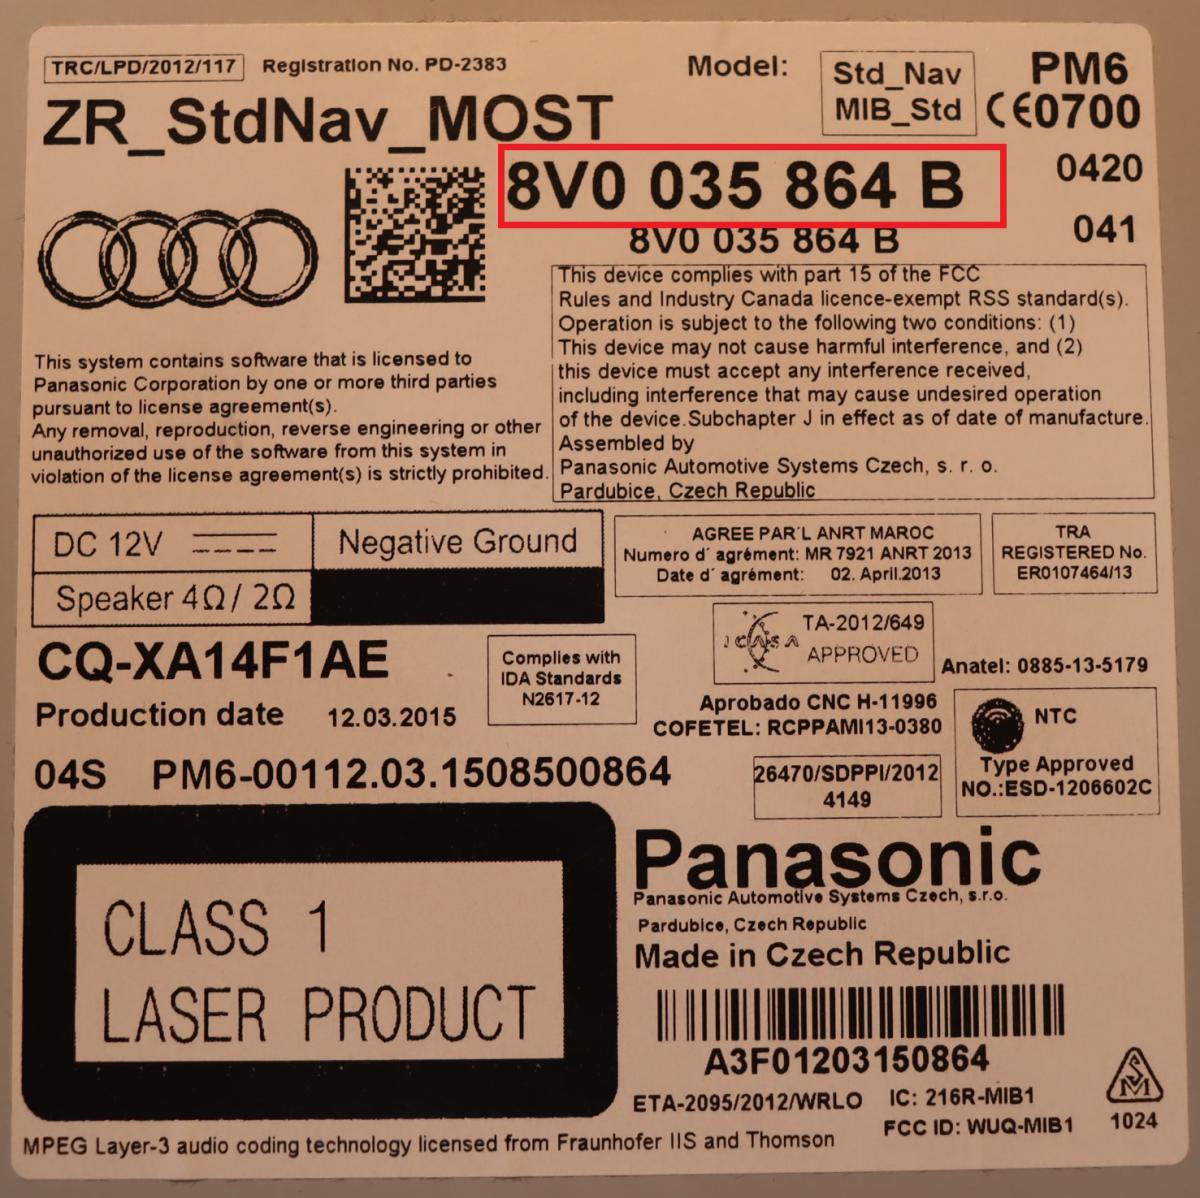 TRC/LPD/2012/117 Registration No. PD-2383
Model: Std_Nav
MIB_Std
PM6
CE0700
ZR_StdNav_MOST
8V0 035 864 B
8V0 035 864 B
0420
041
This device complies with part 15 of the FCC
Rules and Industry Canada licence-exempt RSS standard(s).
Operation is subject to the following two conditions: (1)
This device may not cause harmful interference, and (2)
this device must accept any interference received,
including interference that may cause undesired operation
of the device.Subchapter J in effect as of date of manufacture.
Assembled by
Panasonic Automotive Systems Czech, s. r. o.
Pardubice, Czech Republic
This system contains software that is licensed to
Panasonic Corporation by one or more third parties
pursuant to license agreement(s).
Any removal, reproduction, reverse engineering or other
unauthorized use of the software from this system in
violation of the license agreement(s) is strictly prohibited.
DC 12V
Negative Ground
Speaker 4Ω/ 2Ω
AGREE PAR´L ANRT MAROC
Numero d´ agrément: MR 7921 ANRT 2013
Date d´ agrément: 02. April.2013
TRA
REGISTERED No.
ER0107464/13
CQ-XA14F1AE
Production date 12.03.2015
Complies with
IDA Standards
N2617-12
ICASA
TA-2012/649
APPROVED
Anatel: 0885-13-5179
Aprobado CNC H-11996
COFETEL: RCPPAMI13-0380
NTC
Type Approved
NO.:ESD-1206602C
04S PM6-00112.03.1508500864
26470/SDPPI/2012
4149
CLASS 1
LASER PRODUCT
Panasonic
Panasonic Automotive Systems Czech, s.r.o.
Pardubice, Czech Republic
Made in Czech Republic
A3F01203150864
ETA-2095/2012/WRLO IC: 216R-MIB1
FCC ID: WUQ-MIB1
1024
MPEG Layer-3 audio coding technology licensed from Fraunhofer IIS and Thomson